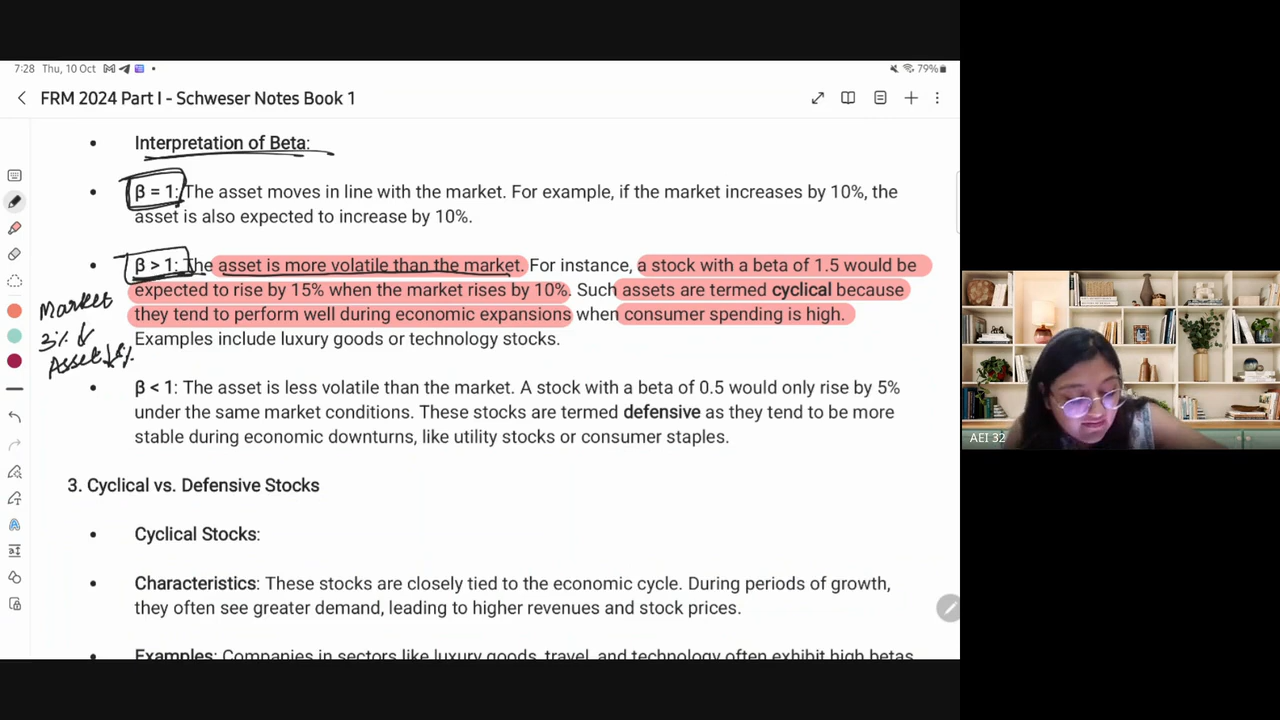 7:28 Thu, 10 Oct
79%
FRM 2024 Part I - Schweser Notes Book 1
• Interpretation of Beta:
• β = 1: The asset moves in line with the market. For example, if the market increases by 10%, the
asset is also expected to increase by 10%.
• β > 1: The asset is more volatile than the market. For instance, a stock with a beta of 1.5 would be
expected to rise by 15% when the market rises by 10%. Such assets are termed cyclical because
they tend to perform well during economic expansions when consumer spending is high.
Examples include luxury goods or technology stocks.
Market
3% ↓
Asset ↓
• β < 1: The asset is less volatile than the market. A stock with a beta of 0.5 would only rise by 5%
under the same market conditions. These stocks are termed defensive as they tend to be more
stable during economic downturns, like utility stocks or consumer staples.
3. Cyclical vs. Defensive Stocks
• Cyclical Stocks:
• Characteristics: These stocks are closely tied to the economic cycle. During periods of growth,
they often see greater demand, leading to higher revenues and stock prices.
Examples: Companies in sectors like luxury goods, travel, and technology often exhibit high betas
AEI 32